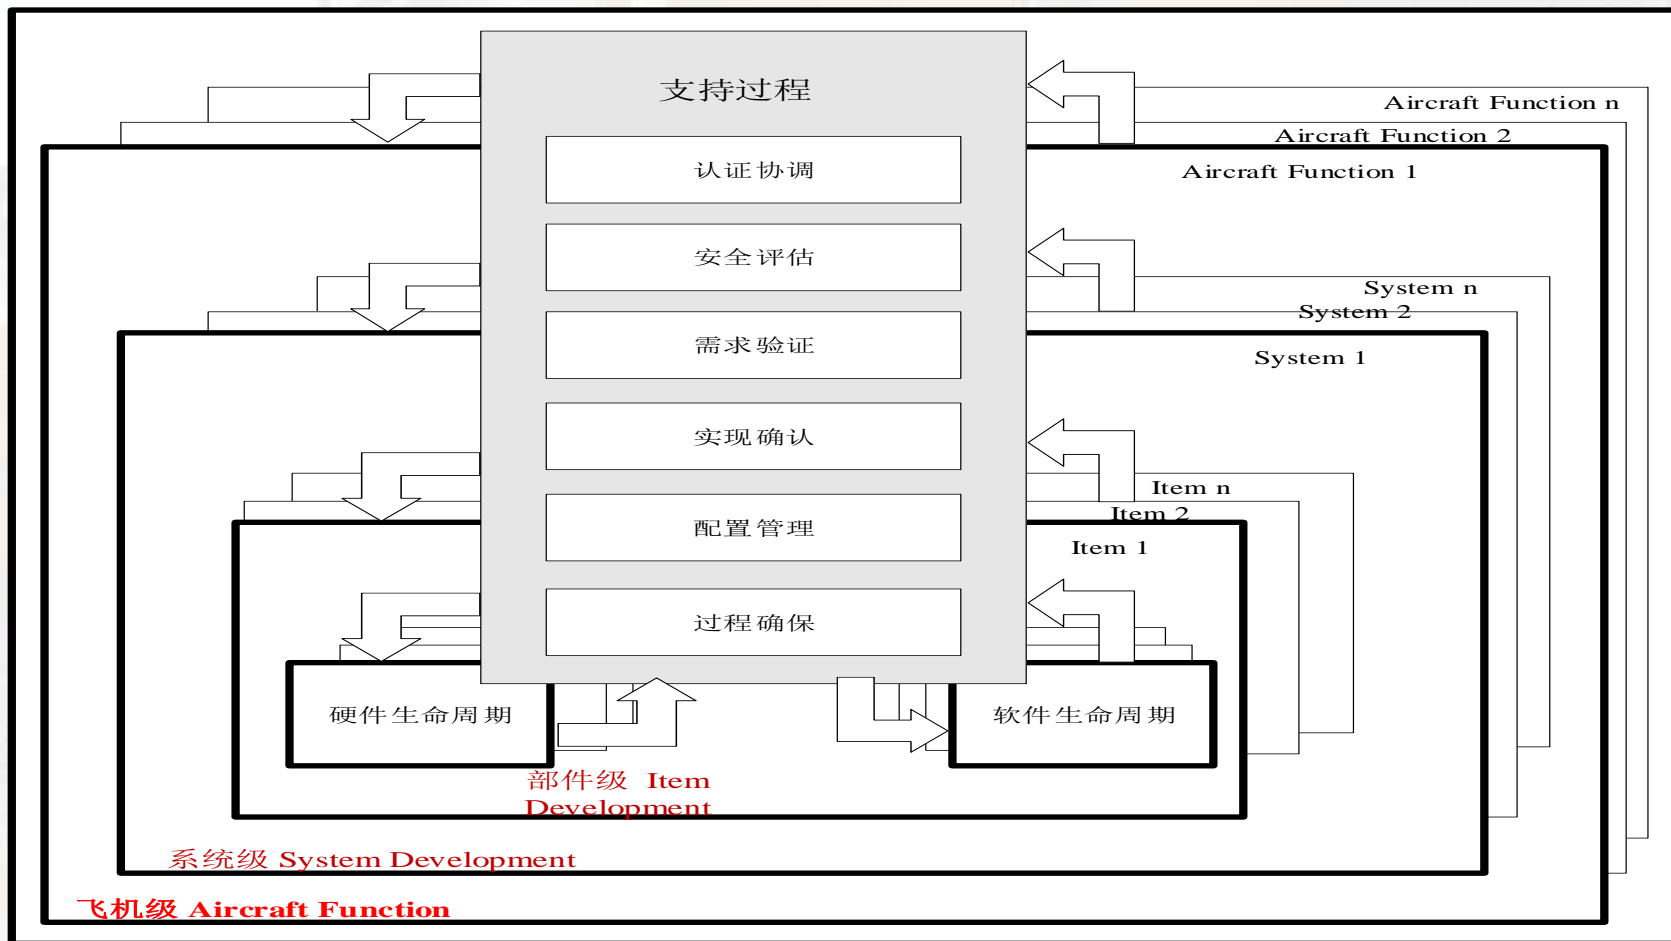 支持过程
Aircraft Function n
Aircraft Function 2
Aircraft Function 1
认证协调
安全评估
System n
System 2
需求验证
System 1
实现确认
Item n
Item 2
配置管理
Item 1
过程确保
硬件生命周期
软件生命周期
部件级 Item
Development
系统级 System Development
飞机级 Aircraft Function